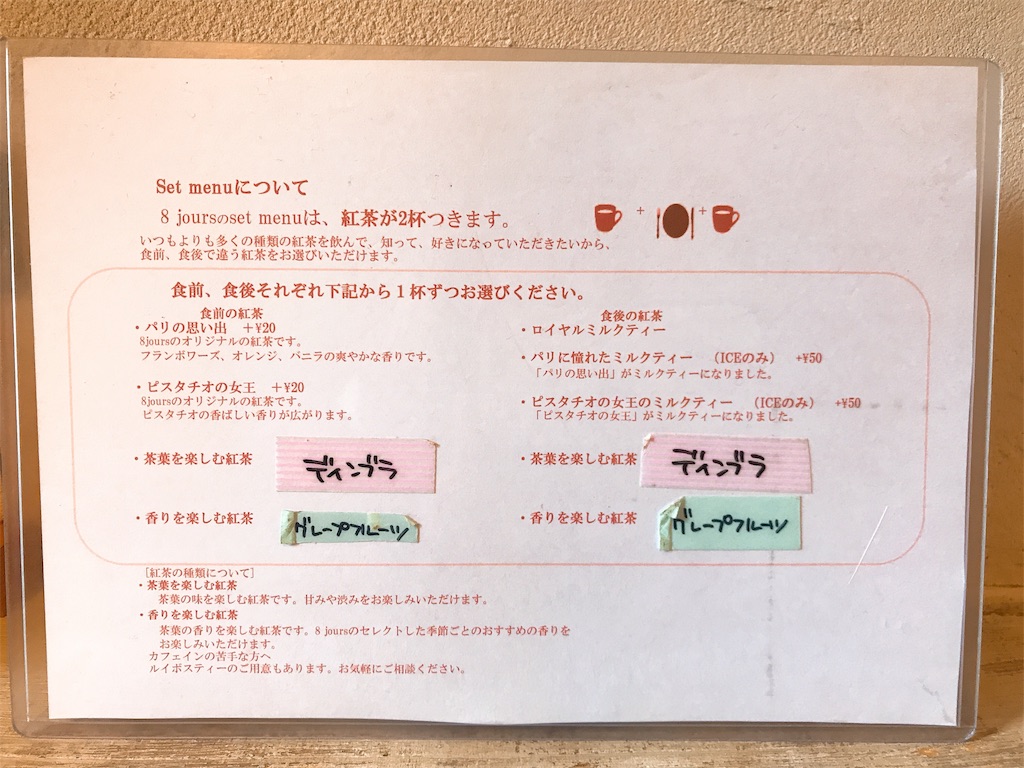 Set menuについて
8 joursのset menuは、紅茶が2杯つきます。
+ +
いつもよりも多くの種類の紅茶を飲んで、知って、好きになっていただきたいから、
食前、食後で違う紅茶をお選びいただけます。
食前、食後それぞれ下記から１杯ずつお選びください。
食前の紅茶
・パリの思い出 +¥20
8joursのオリジナルの紅茶です。
フランボワーズ、オレンジ、バニラの爽やかな香りです。
・ピスタチオの女王 +¥20
8joursのオリジナルの紅茶です。
ピスタチオの香ばしい香りが広がります。
・茶葉を楽しむ紅茶 ディンブラ
・香りを楽しむ紅茶 グレープフルーツ
食後の紅茶
・ロイヤルミルクティー
・パリに憧れたミルクティー （ICEのみ） +¥50
「パリの思い出」がミルクティーになりました。
・ピスタチオの女王のミルクティー （ICEのみ） +¥50
「ピスタチオの女王」がミルクティーになりました。
・茶葉を楽しむ紅茶 ディンブラ
・香りを楽しむ紅茶 グレープフルーツ
［紅茶の種類について］
・茶葉を楽しむ紅茶
茶葉の味を楽しむ紅茶です。甘みや渋みをお楽しみいただけます。
・香りを楽しむ紅茶
茶葉の香りを楽しむ紅茶です。8 joursのセレクトした季節ごとのおすすめの香りを
お楽しみいただけます。
カフェインの苦手な方へ
ルイボスティーのご用意もあります。お気軽にご相談ください。